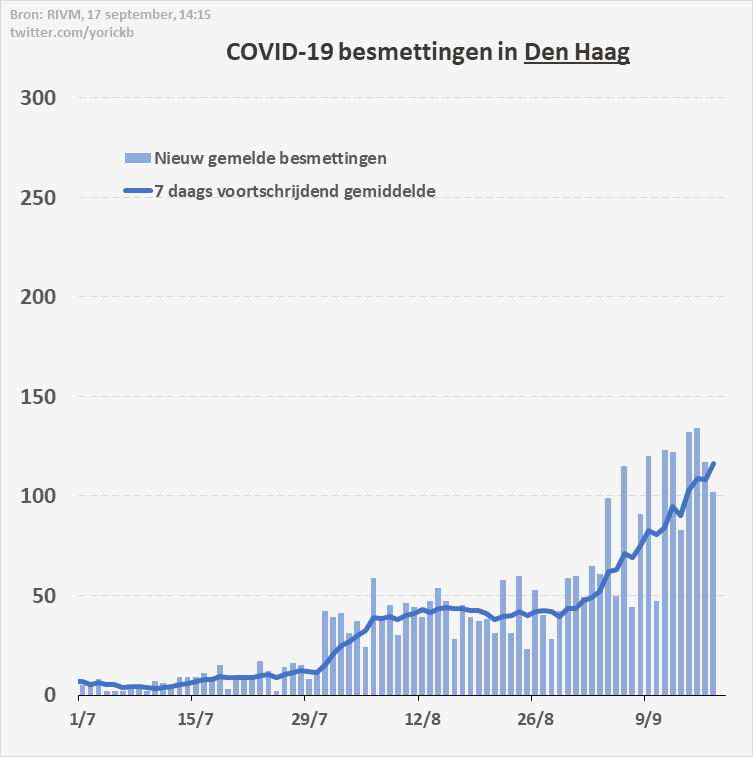 Bron: RIVM, 17 september, 14:15
twitter.com/yorickb
COVID-19 besmettingen in Den Haag
300
Nieuw gemelde besmettingen
7 daags voortschrijdend gemiddelde
250
200
150
100
50
0
1/7 15/7 29/7 12/8 26/8 9/9